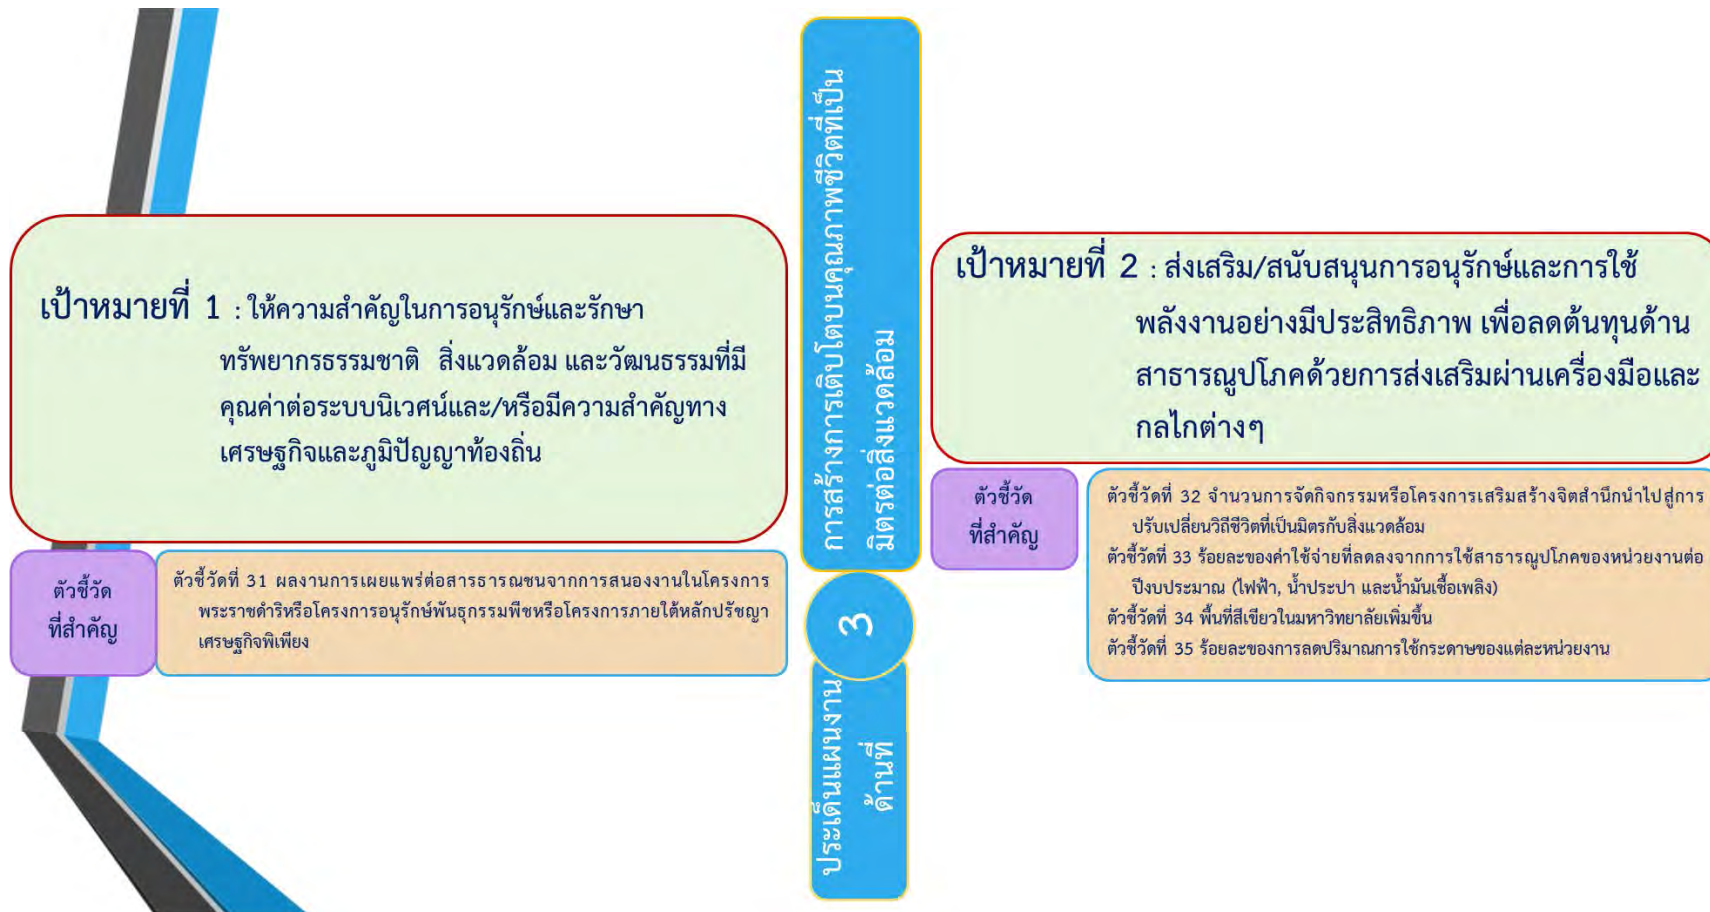 ประเด็นแผนงาน
ด้านที่
3
การสร้างการเติบโตบนคุณภาพชีวิตที่เป็น
มิตรต่อสิ่งแวดล้อม
เป้าหมายที่ 1 : ให้ความสำคัญในการอนุรักษ์และรักษา
ทรัพยากรธรรมชาติ สิ่งแวดล้อม และวัฒนธรรมที่มี
คุณค่าต่อระบบนิเวศน์และ/หรือมีความสำคัญทาง
เศรษฐกิจและภูมิปัญญาท้องถิ่น
ตัวชี้วัด
ที่สำคัญ
ตัวชี้วัดที่ 31 ผลงานการเผยแพร่ต่อสารธารณชนจากการสนองงานในโครงการ
พระราชดำริหรือโครงการอนุรักษ์พันธุกรรมพืชหรือโครงการภายใต้หลักปรัชญา
เศรษฐกิจพิเพียง
เป้าหมายที่ 2 : ส่งเสริม/สนับสนุนการอนุรักษ์และการใช้
พลังงานอย่างมีประสิทธิภาพ เพื่อลดต้นทุนด้าน
สาธารณูปโภคด้วยการส่งเสริมผ่านเครื่องมือและ
กลไกต่างๆ
ตัวชี้วัด
ที่สำคัญ
ตัวชี้วัดที่ 32 จำนวนการจัดกิจกรรมหรือโครงการเสริมสร้างจิตสำนึกนำไปสู่การ
ปรับเปลี่ยนวิถีชีวิตที่เป็นมิตรกับสิ่งแวดล้อม
ตัวชี้วัดที่ 33 ร้อยละของค่าใช้จ่ายที่ลดลงจากการใช้สาธารณูปโภคของหน่วยงานต่อ
ปีงบประมาณ (ไฟฟ้า, น้ำประปา และน้ำมันเชื้อเพลิง)
ตัวชี้วัดที่ 34 พื้นที่สีเขียวในมหาวิทยาลัยเพิ่มขึ้น
ตัวชี้วัดที่ 35 ร้อยละของการลดปริมาณการใช้กระดาษของแต่ละหน่วยงาน